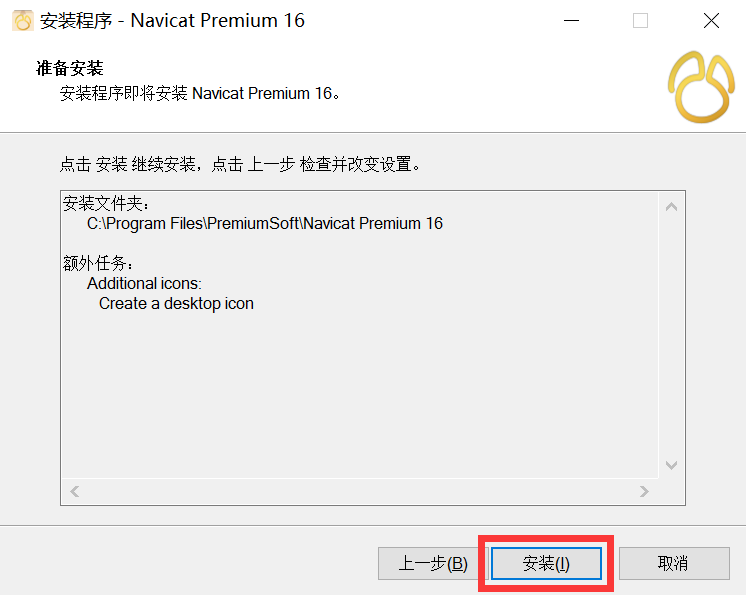 安装程序 - Navicat Premium 16
准备安装
安装程序即将安装 Navicat Premium 16。
点击 安装 继续安装，点击 上一步 检查并改变设置。
安装文件夹：
C:\Program Files\PremiumSoft\Navicat Premium 16
额外任务：
Additional icons:
Create a desktop icon
上一步(B) 安装(I) 取消